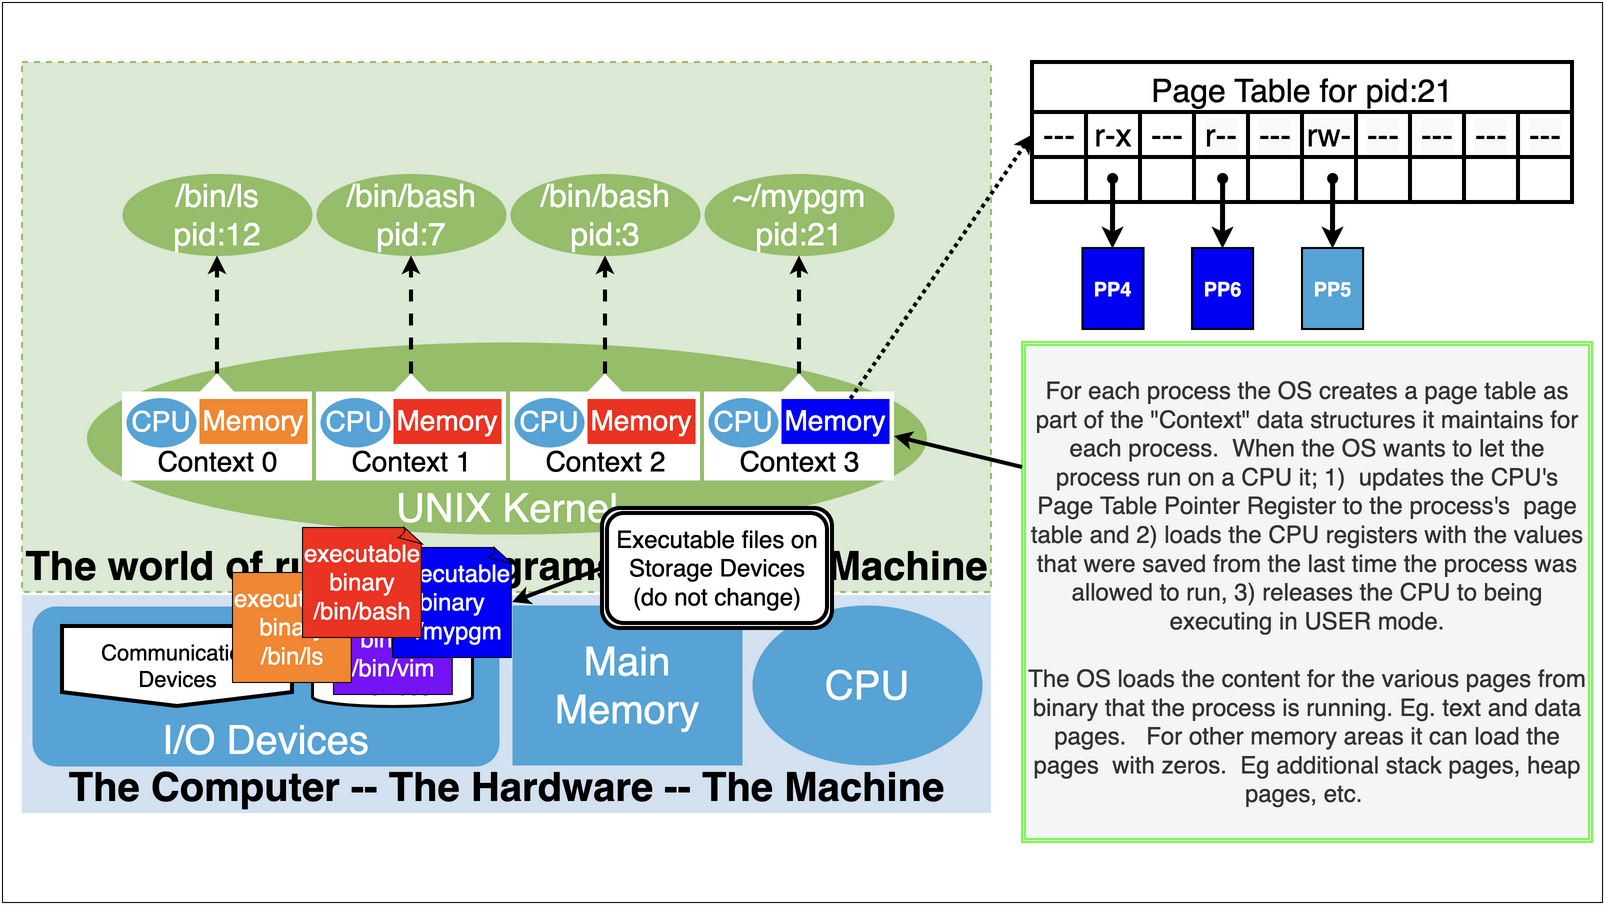 Page Table for pid:21
--- r-x --- r-- --- rw- --- --- --- ---
PP4 PP6 PP5
/bin/ls
pid:12
/bin/bash
pid:7
/bin/bash
pid:3
~/mypgm
pid:21
CPU Memory
Context 0
CPU Memory
Context 1
CPU Memory
Context 2
CPU Memory
Context 3
UNIX Kernel
The world of
Machine
executable
binary
/bin/bash
ecutable
binary
/mypgm
execut
bina
/bin/ls
bin
/bin/vim
Executable files on
Storage Devices
(do not change)
Communicati
Devices
I/O Devices
Main
Memory
CPU
The Computer -- The Hardware -- The Machine
For each process the OS creates a page table as
part of the "Context" data structures it maintains for
each process.  When the OS wants to let the
process run on a CPU it; 1)  updates the CPU's
Page Table Pointer Register to the process's  page
table and 2) loads the CPU registers with the values
that were saved from the last time the process was
allowed to run, 3) releases the CPU to being
executing in USER mode.
The OS loads the content for the various pages from
binary that the process is running. Eg. text and data
pages.   For other memory areas it can load the
pages  with zeros.  Eg additional stack pages, heap
pages, etc.